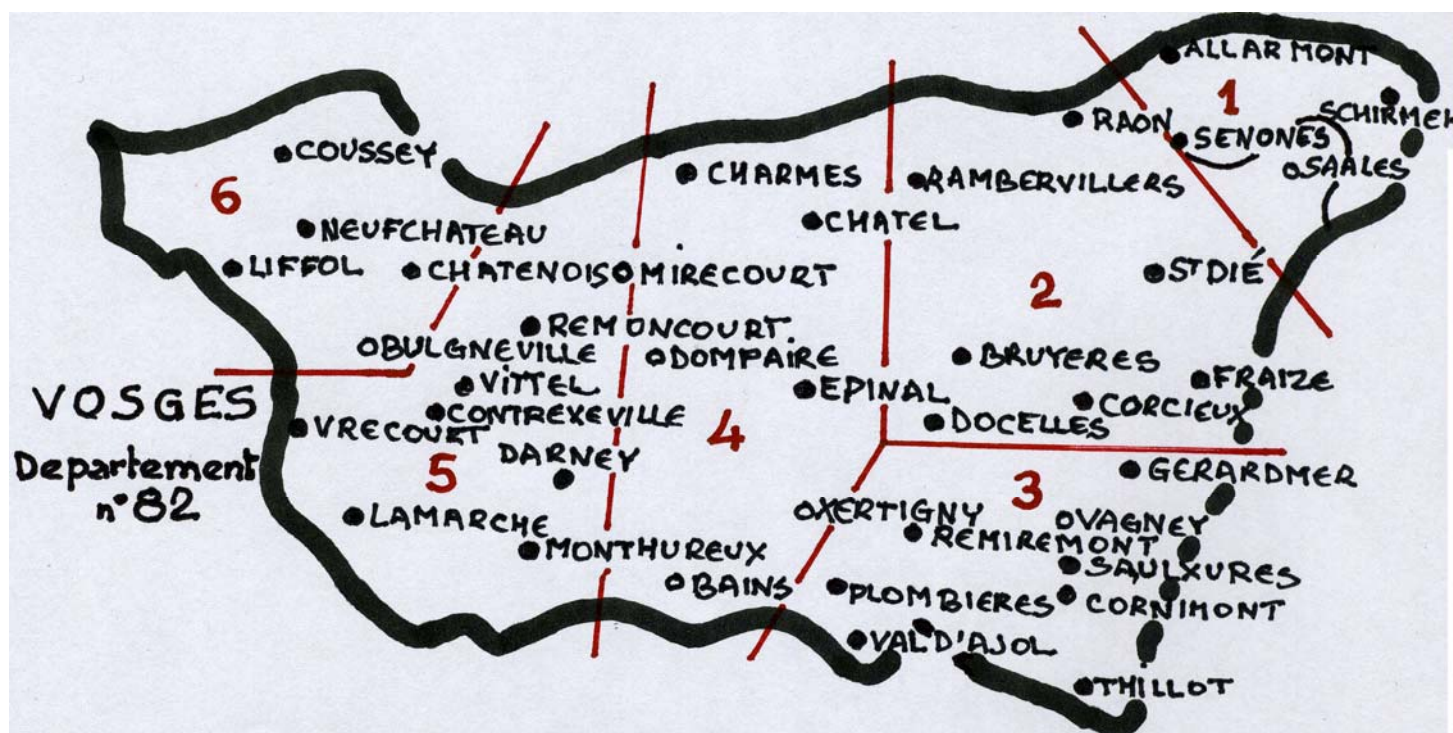 ALLARMONT
1
SCHIRMEH
RAON
SENONES
SAALES
COUSSEY
CHARMES
RAMBERVILLERS
6
CHATEL
NEUFCHATEAU
LIFFOL
CHATENOIS
MIRECOURT
ST DIÉ
2
REMONCOURT.
BULGNEVILLE
DOMPAIRE
BRUYERES
VITTEL
EPINAL
FRAIZE
VOSGES
CONTREXEVILLE
CORCIEUX
VRECOURT
4
DOCELLES
DARNEY
Departement
5
GERARDMER
3
n° 82
LAMARCHE
XERTIGNY
VAGNEY
REMIREMONT
MONTHUREUX
SAULXURES
BAINS
PLOMBIERES
CORNIMONT
VAL D'AJOL
THILLOT